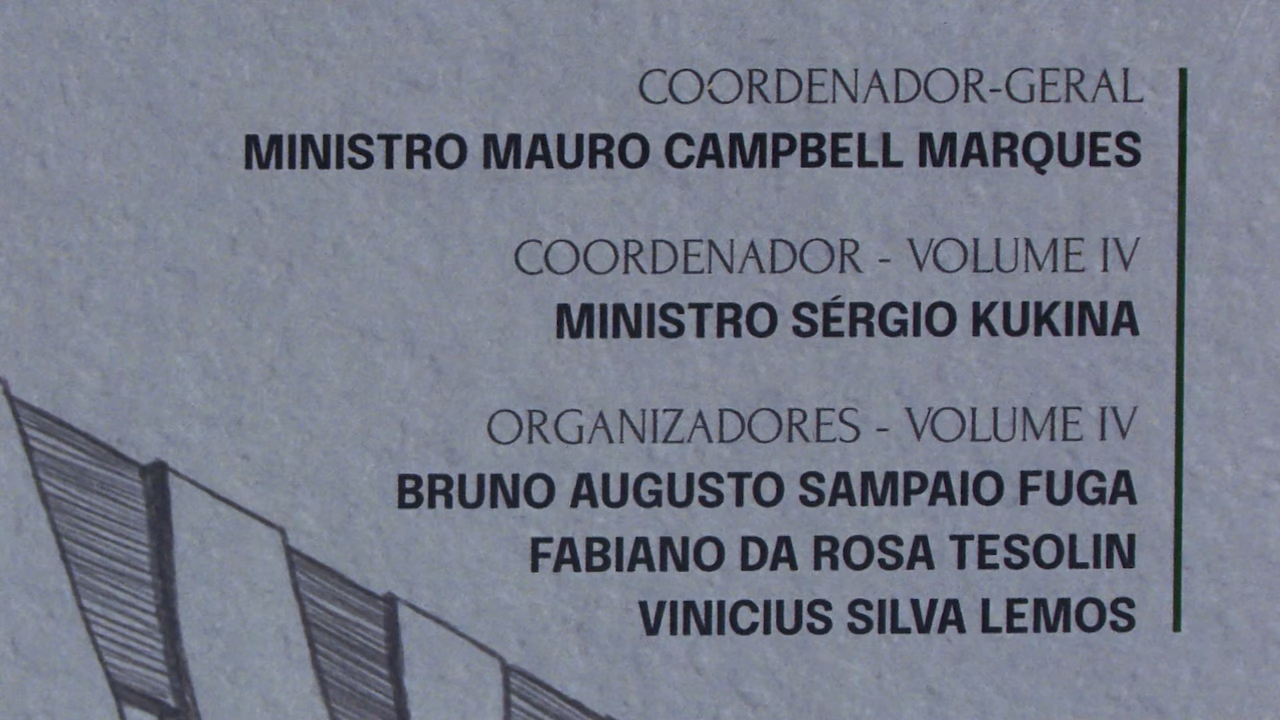 COORDENADOR-GERAL
MINISTRO MAURO CAMPBELL MARQUES
COORDENADOR - VOLUME IV
MINISTRO SÉRGIO KUKINA
ORGANIZADORES - VOLUME IV
BRUNO AUGUSTO SAMPAIO FUGA
FABIANO DA ROSA TESOLIN
VINICIUS SILVA LEMOS